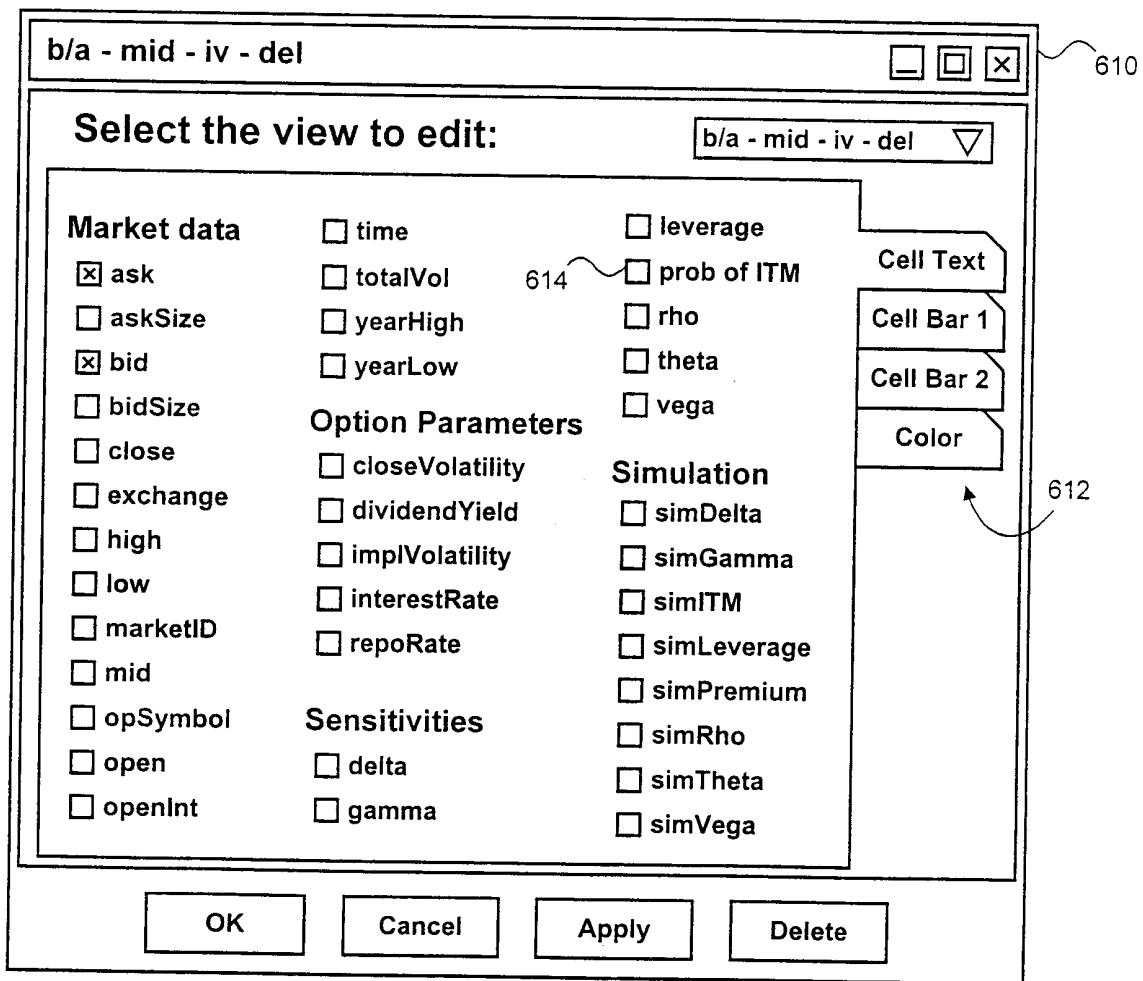 b/a - mid - iv - del
610
Select the view to edit:
b/a - mid - iv - del
Market data
ask
askSize
bid
bidSize
close
exchange
high
low
marketID
mid
opSymbol
open
openInt
time
totalVol
yearHigh
yearLow
Option Parameters
closeVolatility
dividendYield
implVolatility
interestRate
repoRate
Sensitivities
delta
gamma
leverage
614
prob of ITM
rho
theta
vega
Simulation
simDelta
simGamma
simITM
simLeverage
simPremium
simRho
simTheta
simVega
Cell Text
Cell Bar 1
Cell Bar 2
Color
612
OK
Cancel
Apply
Delete